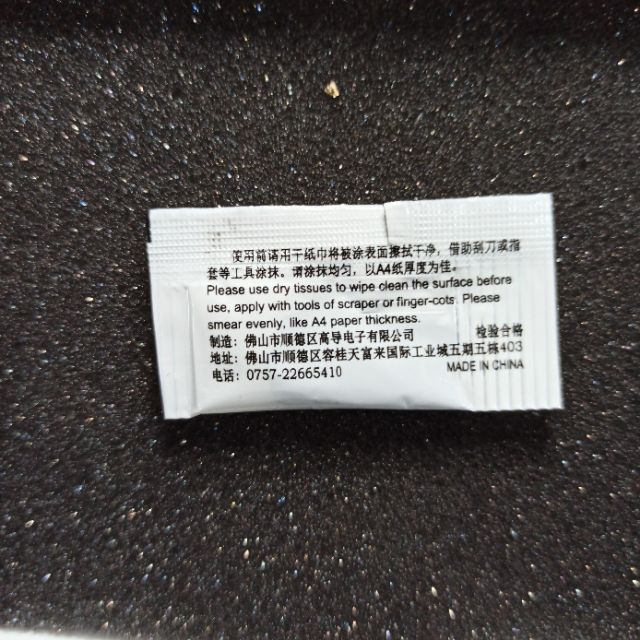 使用前请用干纸巾将被涂表面擦拭干净，借助刮刀或指
套等工具涂抹。请涂抹均匀，以A4纸厚度为佳。
Please use dry tissues to wipe clean the surface before
use, apply with tools of scraper or finger-cots. Please
smear evenly, like A4 paper thickness.
制造：佛山市顺德区高导电子有限公司
检验合格
地址：佛山市顺德区容桂天富来国际工业城五期五栋403
电话：0757-22665410
MADE IN CHINA